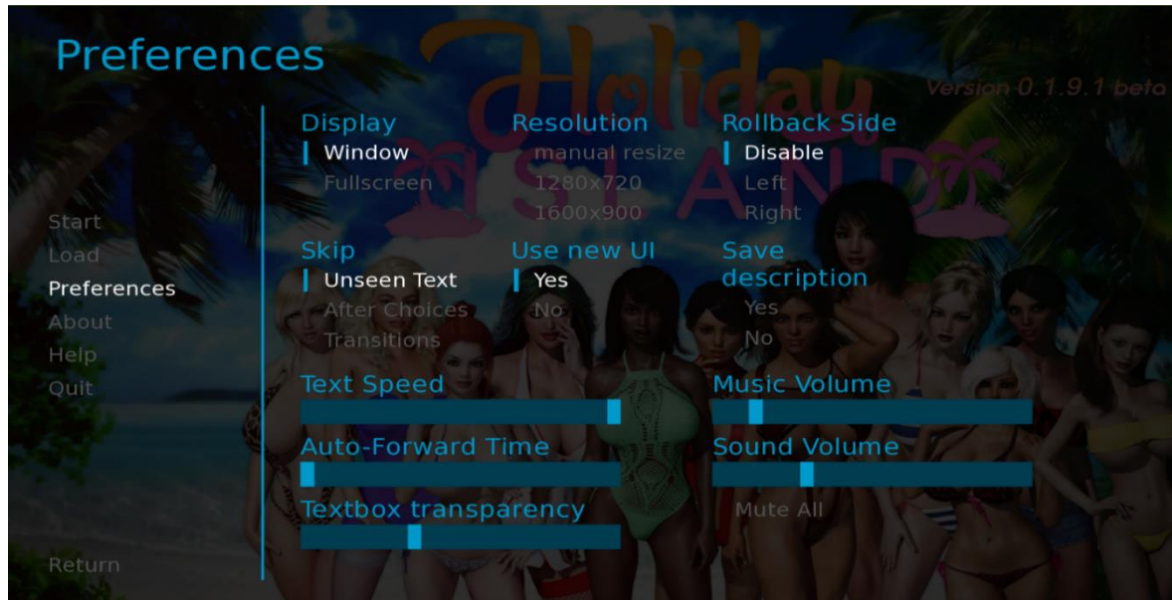 Preferences
Holiday
ISLAND
Version 0.1.9.1 beta
Start
Load
Preferences
About
Help
Quit
Return
Display
Window
Fullscreen
Resolution
manual resize
1280x720
1600x900
Rollback Side
Disable
Left
Right
Skip
Unseen Text
After Choices
Transitions
Use new UI
Yes
No
Save
description
Yes
No
Text Speed
Auto-Forward Time
Textbox transparency
Music Volume
Sound Volume
Mute All